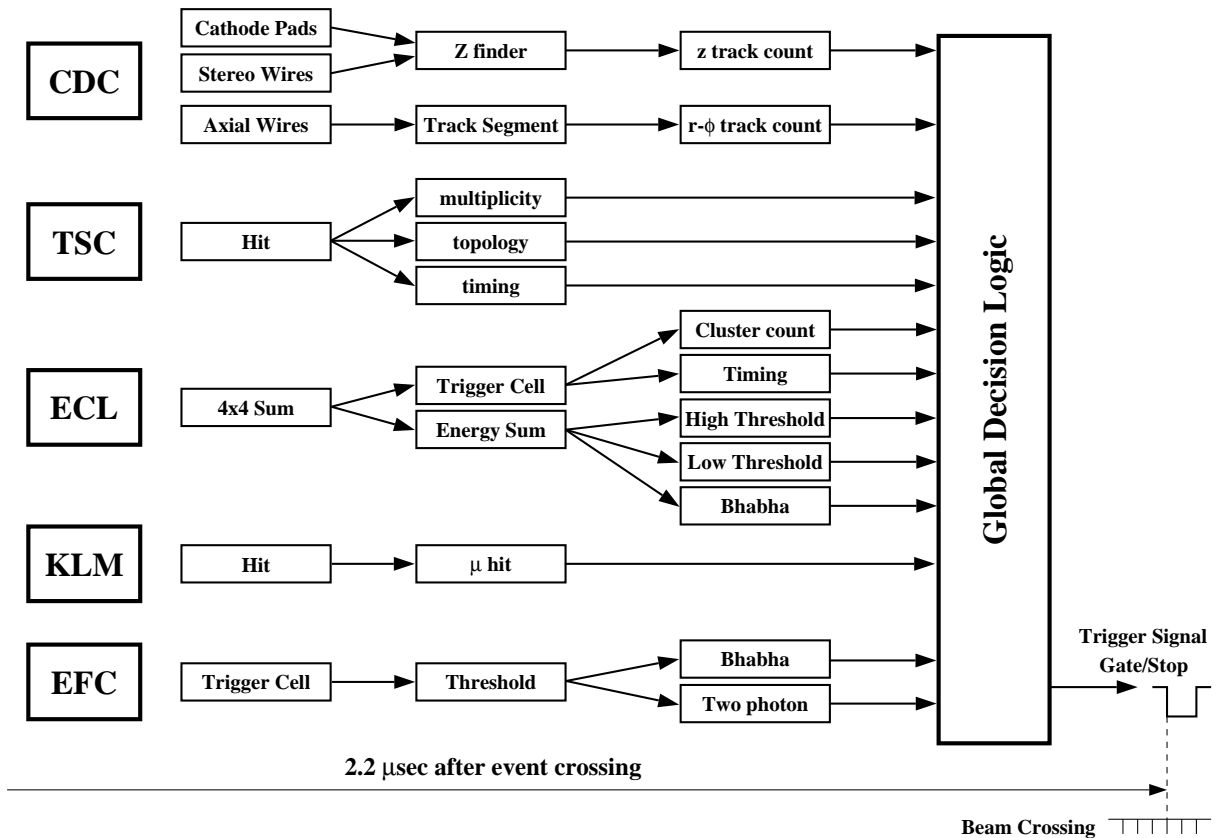 CDC
Cathode Pads
Stereo Wires
Z finder
z track count
Axial Wires
Track Segment
r-ϕ track count
TSC
Hit
multiplicity
topology
timing
ECL
4x4 Sum
Trigger Cell
Energy Sum
Cluster count
Timing
High Threshold
Low Threshold
Bhabha
KLM
Hit
μ hit
EFC
Trigger Cell
Threshold
Bhabha
Two photon
Global Decision Logic
Trigger Signal
Gate/Stop
2.2 μsec after event crossing
Beam Crossing